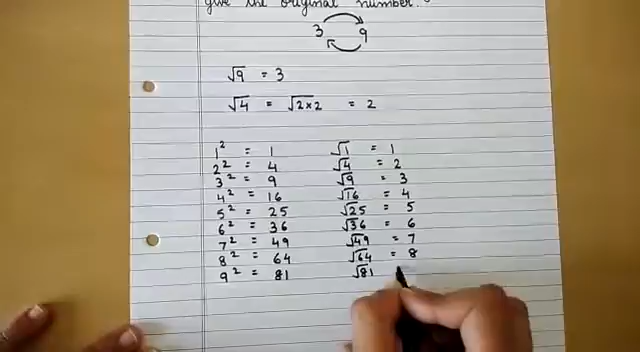 give the original number.
3 9
√9 = 3
√4 = √2×2 = 2
1² = 1 √1 = 1
2² = 4 √4 = 2
3² = 9 √9 = 3
4² = 16 √16 = 4
5² = 25 √25 = 5
6² = 36 √36 = 6
7² = 49 √49 = 7
8² = 64 √64 = 8
9² = 81 √81